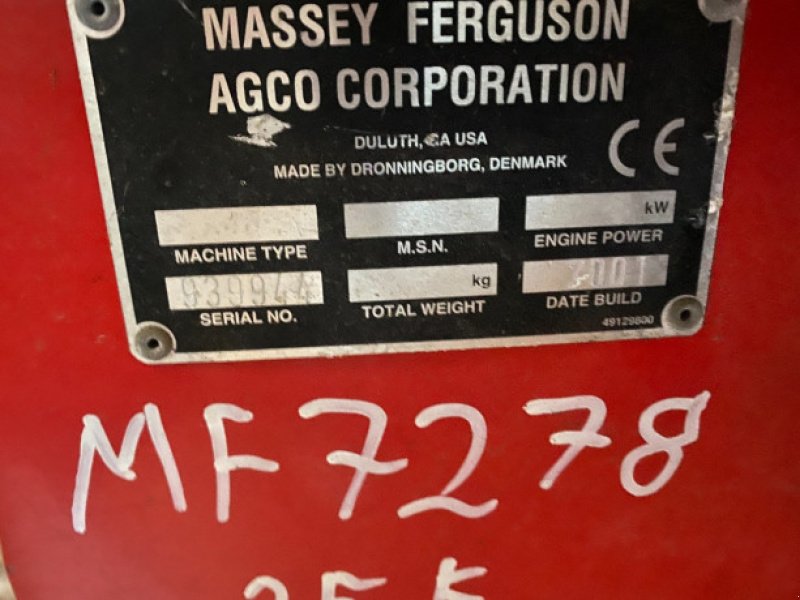 MASSEY FERGUSON
AGCO CORPORATION
DULUTH, GA USA
MADE BY DRONNINGBORG, DENMARK
CE
kW
MACHINE TYPE M.S.N. ENGINE POWER
939944 kg 2001
SERIAL NO. TOTAL WEIGHT DATE BUILD
49129800
MF7278